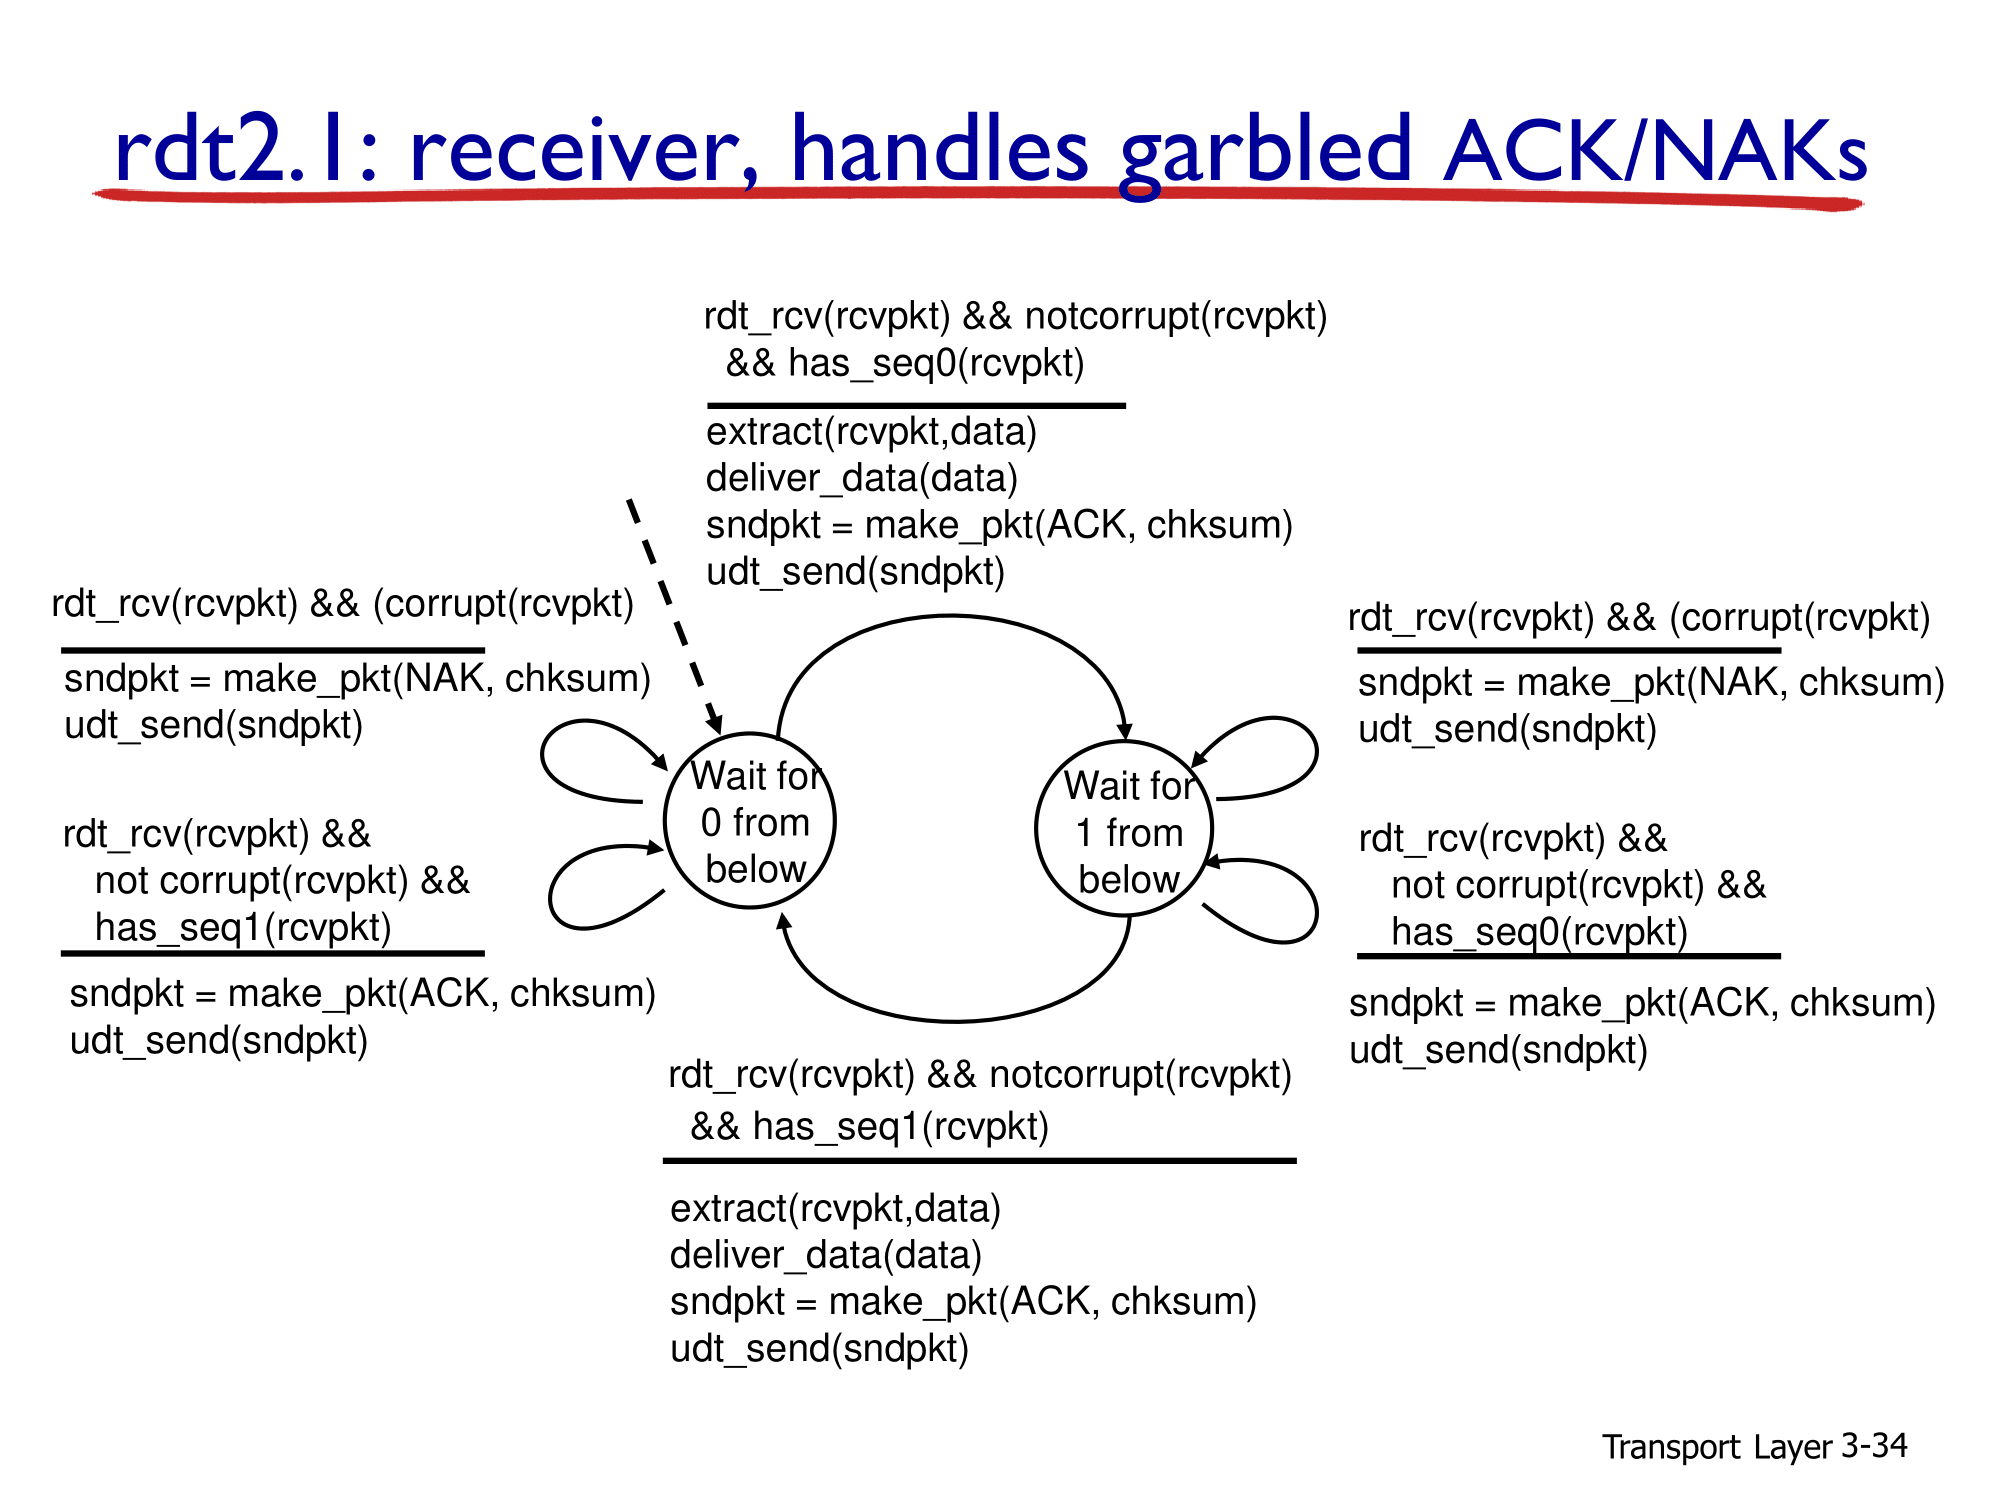 rdt2.1: receiver, handles garbled ACK/NAKs
rdt_rcv(rcvpkt) && notcorrupt(rcvpkt)
&& has_seq0(rcvpkt)
extract(rcvpkt,data)
deliver_data(data)
sndpkt = make_pkt(ACK, chksum)
udt_send(sndpkt)
rdt_rcv(rcvpkt) && (corrupt(rcvpkt)
sndpkt = make_pkt(NAK, chksum)
udt_send(sndpkt)
rdt_rcv(rcvpkt) &&
not corrupt(rcvpkt) &&
has_seq1(rcvpkt)
sndpkt = make_pkt(ACK, chksum)
udt_send(sndpkt)
Wait for
0 from
below
Wait for
1 from
below
rdt_rcv(rcvpkt) && (corrupt(rcvpkt)
sndpkt = make_pkt(NAK, chksum)
udt_send(sndpkt)
rdt_rcv(rcvpkt) &&
not corrupt(rcvpkt) &&
has_seq0(rcvpkt)
sndpkt = make_pkt(ACK, chksum)
udt_send(sndpkt)
rdt_rcv(rcvpkt) && notcorrupt(rcvpkt)
&& has_seq1(rcvpkt)
extract(rcvpkt,data)
deliver_data(data)
sndpkt = make_pkt(ACK, chksum)
udt_send(sndpkt)
Transport Layer 3-34